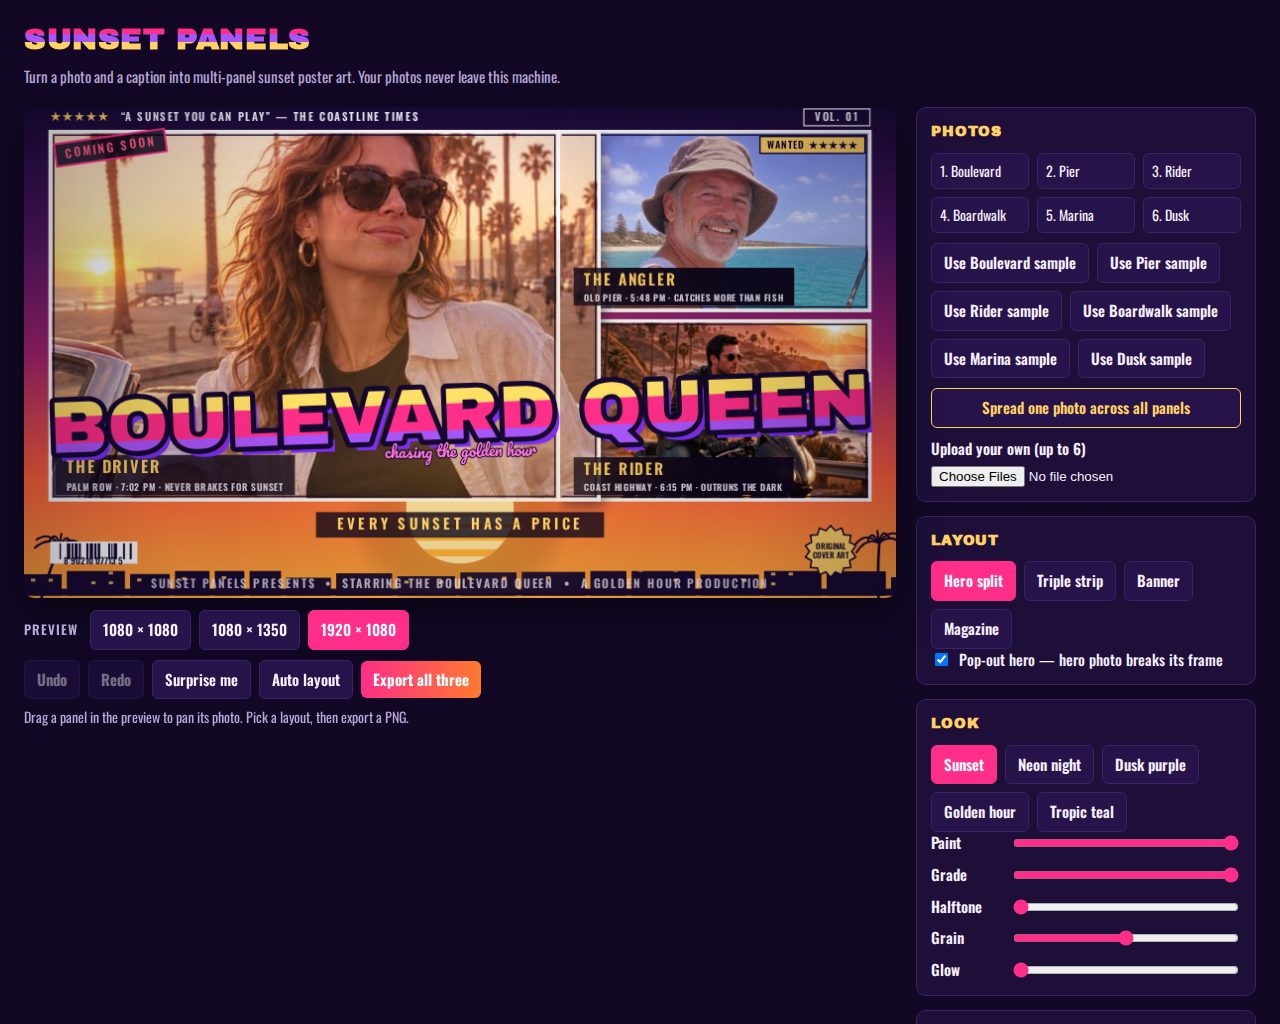 SUNSET PANELS
Turn a photo and a caption into multi-panel sunset poster art. Your photos never leave this machine.
★★★★★ “A SUNSET YOU CAN PLAY” — THE COASTLINE TIMES
VOL. 01
COMING SOON
WANTED ★★★★★
THE ANGLER
OLD PIER · 5:48 PM · CATCHES MORE THAN FISH
BOULEVARD QUEEN
chasing the golden hour
THE DRIVER
PALM ROW · 7:02 PM · NEVER BRAKES FOR SUNSET
THE RIDER
COAST HIGHWAY · 6:15 PM · OUTRUNS THE DARK
EVERY SUNSET HAS A PRICE
ORIGINAL
COVER ART
SUNSET PANELS PRESENTS • STARRING THE BOULEVARD QUEEN • A GOLDEN HOUR PRODUCTION
PREVIEW
1080 × 1080
1080 × 1350
1920 × 1080
Undo
Redo
Surprise me
Auto layout
Export all three
Drag a panel in the preview to pan its photo. Pick a layout, then export a PNG.
PHOTOS
1. Boulevard
2. Pier
3. Rider
4. Boardwalk
5. Marina
6. Dusk
Use Boulevard sample
Use Pier sample
Use Rider sample
Use Boardwalk sample
Use Marina sample
Use Dusk sample
Spread one photo across all panels
Upload your own (up to 6)
Choose Files No file chosen
LAYOUT
Hero split
Triple strip
Banner
Magazine
Pop-out hero — hero photo breaks its frame
LOOK
Sunset
Neon night
Dusk purple
Golden hour
Tropic teal
Paint
Grade
Halftone
Grain
Glow